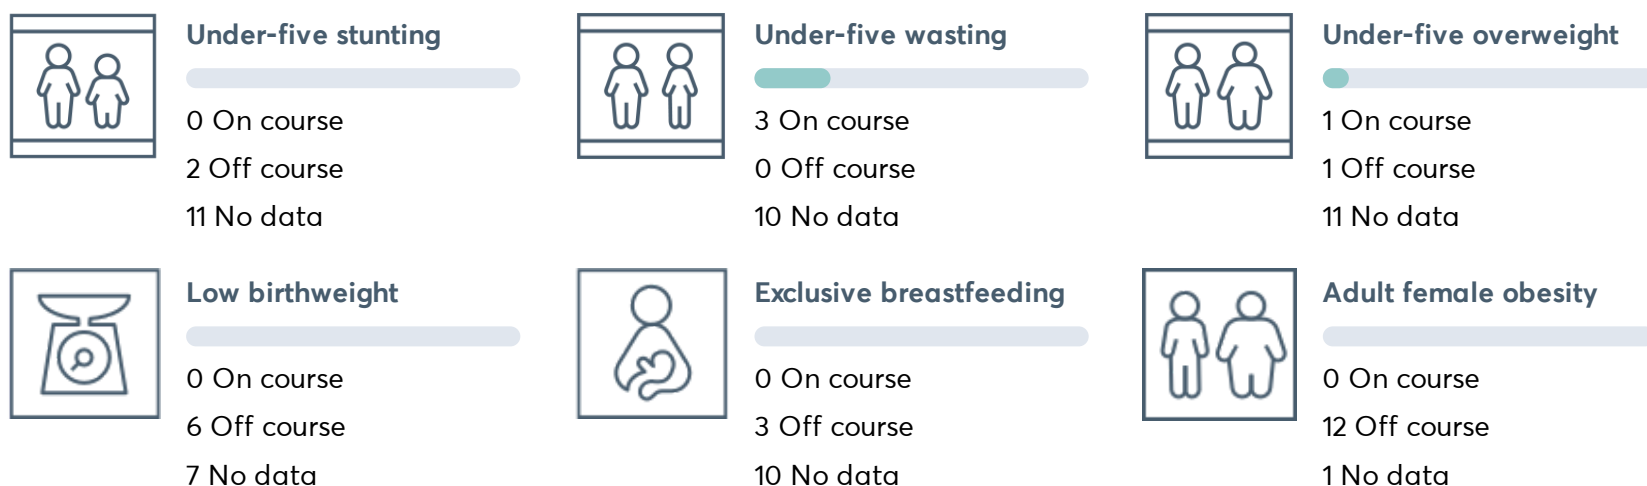 Under-five stunting
0 On course
2 Off course
11 No data
Under-five wasting
3 On course
0 Off course
10 No data
Under-five overweight
1 On course
1 Off course
11 No data
Low birthweight
0 On course
6 Off course
7 No data
Exclusive breastfeeding
0 On course
3 Off course
10 No data
Adult female obesity
0 On course
12 Off course
1 No data